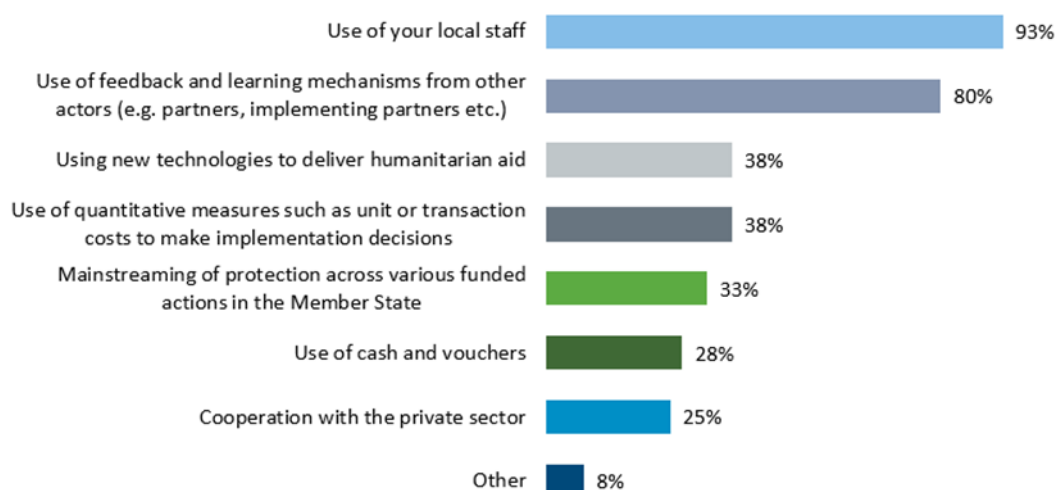 Use of your local staff 93%
Use of feedback and learning mechanisms from other
actors (e.g. partners, implementing partners etc.) 80%
Using new technologies to deliver humanitarian aid 38%
Use of quantitative measures such as unit or transaction
costs to make implementation decisions 38%
Mainstreaming of protection across various funded
actions in the Member State 33%
Use of cash and vouchers 28%
Cooperation with the private sector 25%
Other 8%